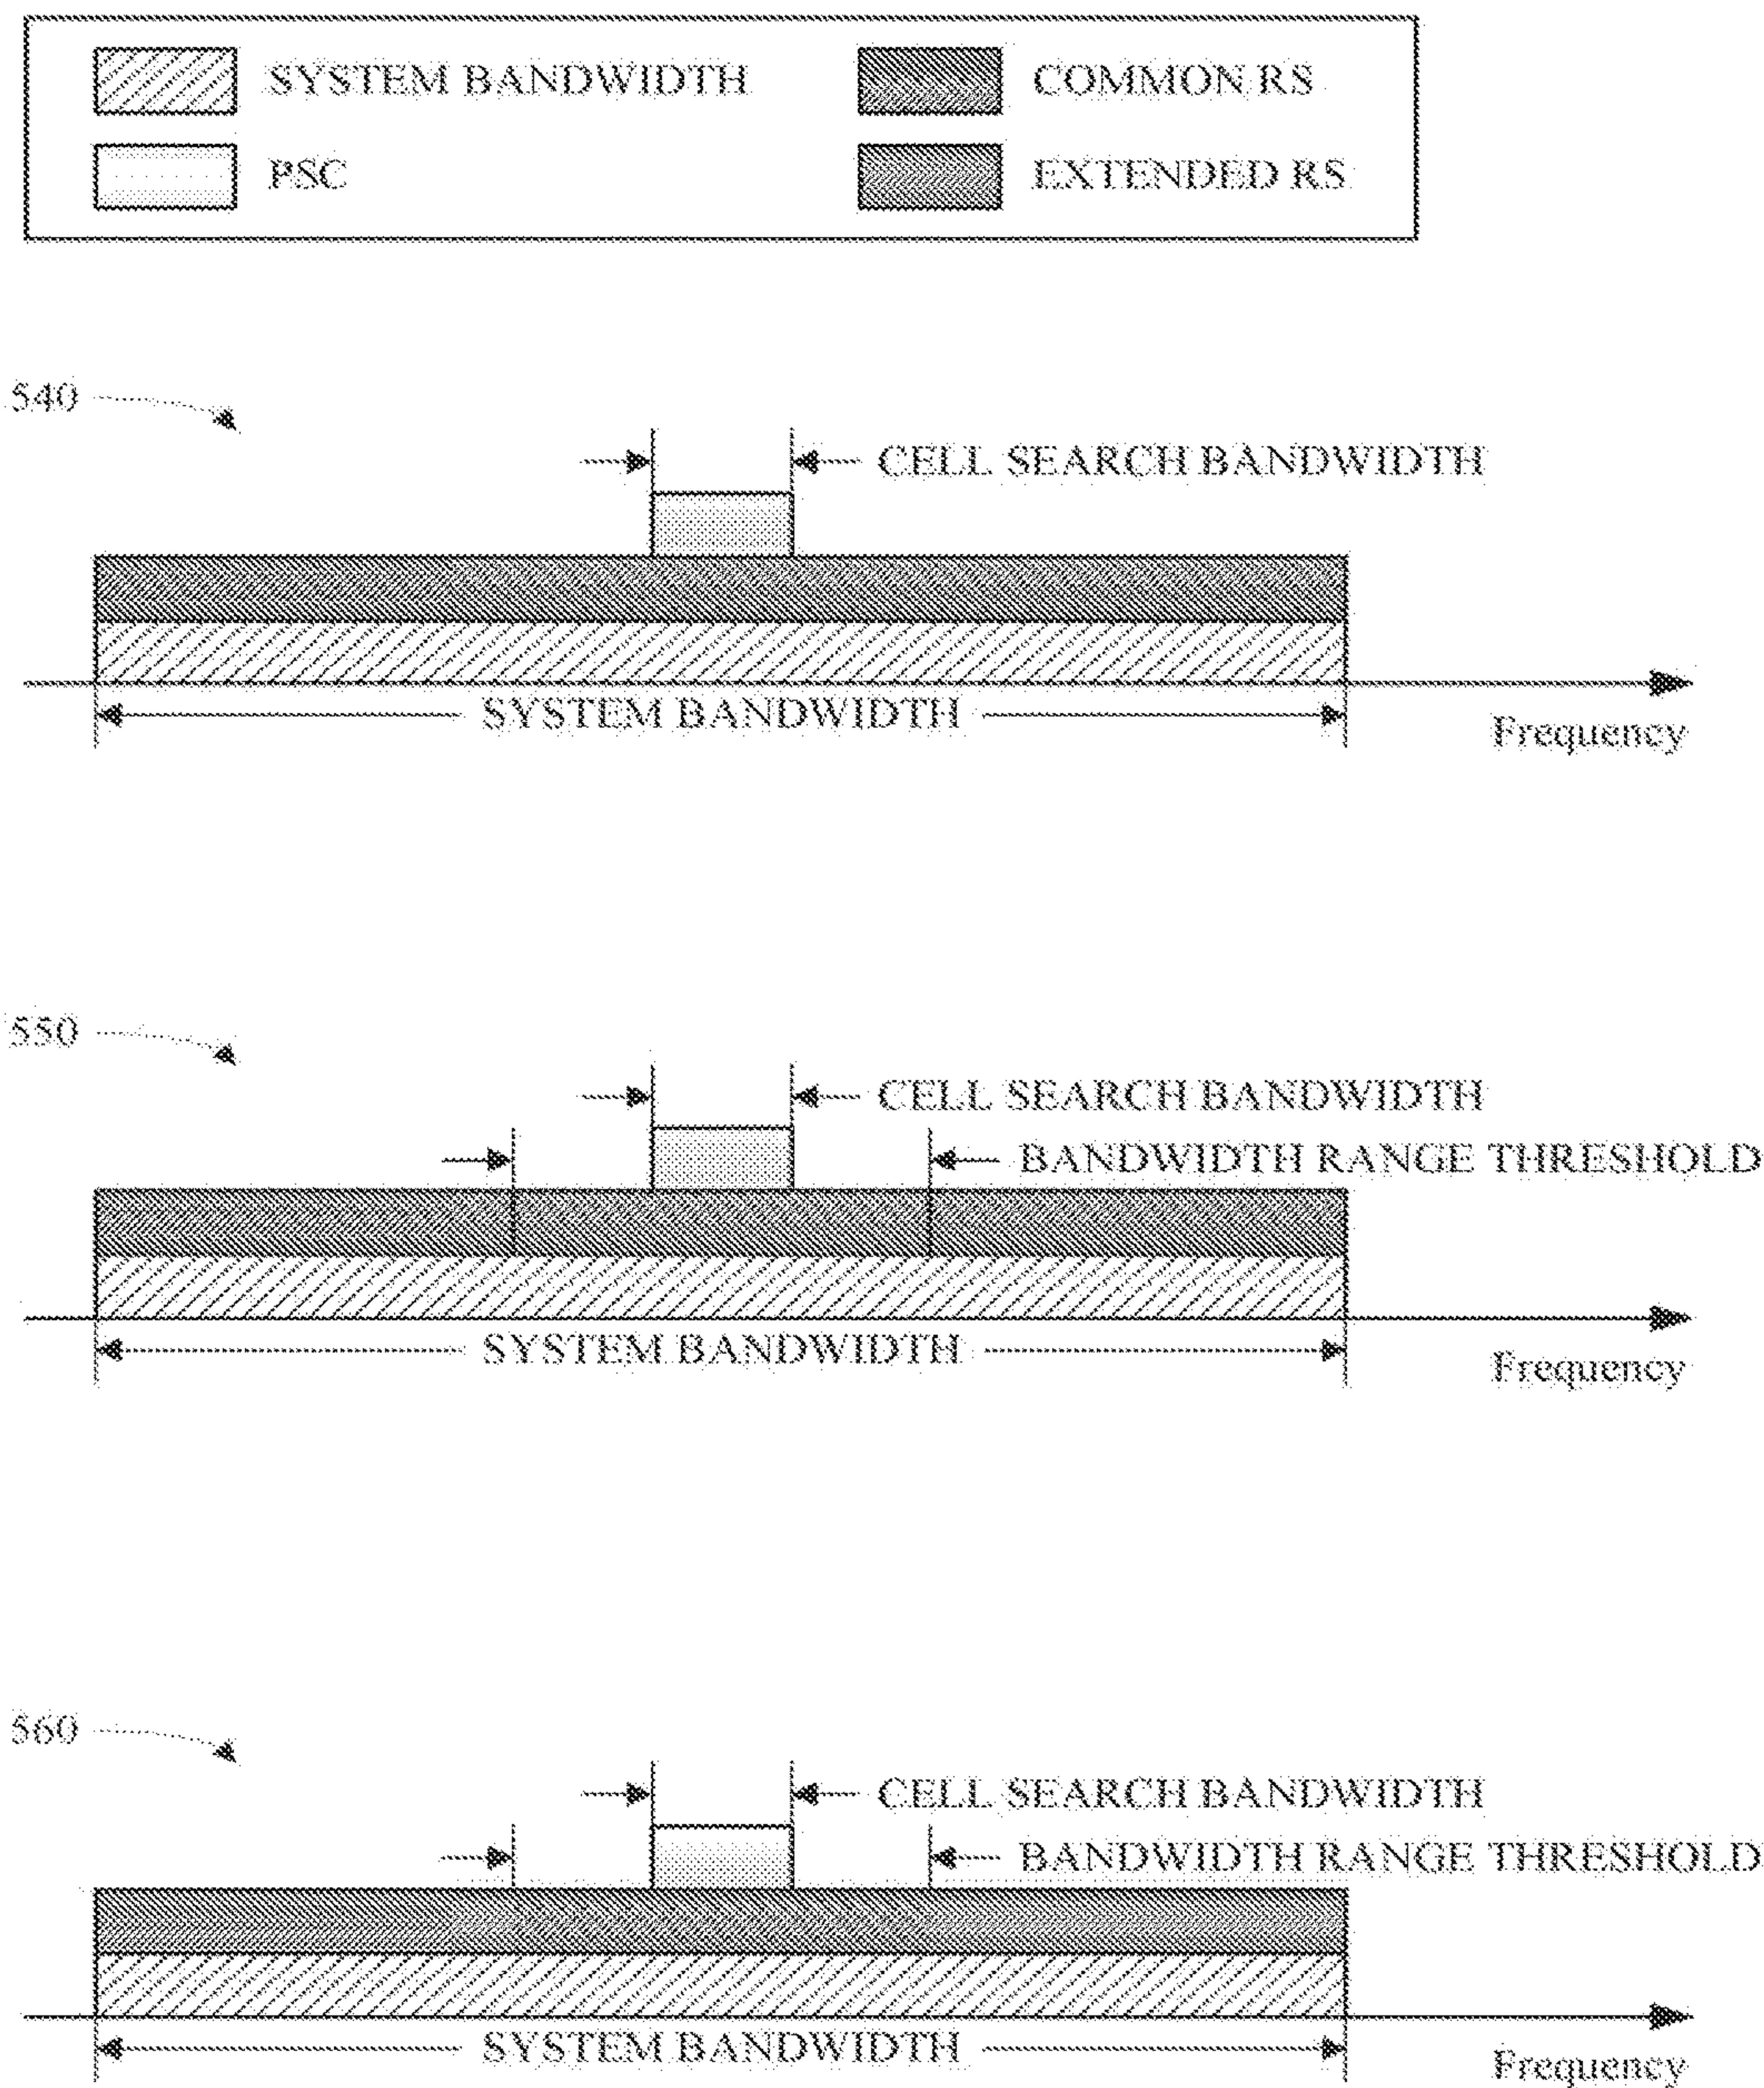 SYSTEM BANDWIDTH
COMMON RS
PSC
EXTENDED RS
540
CELL SEARCH BANDWIDTH
SYSTEM BANDWIDTH
Frequency
550
CELL SEARCH BANDWIDTH
BANDWIDTH RANGE THRESHOLD
SYSTEM BANDWIDTH
Frequency
560
CELL SEARCH BANDWIDTH
BANDWIDTH RANGE THRESHOLD
SYSTEM BANDWIDTH
Frequency